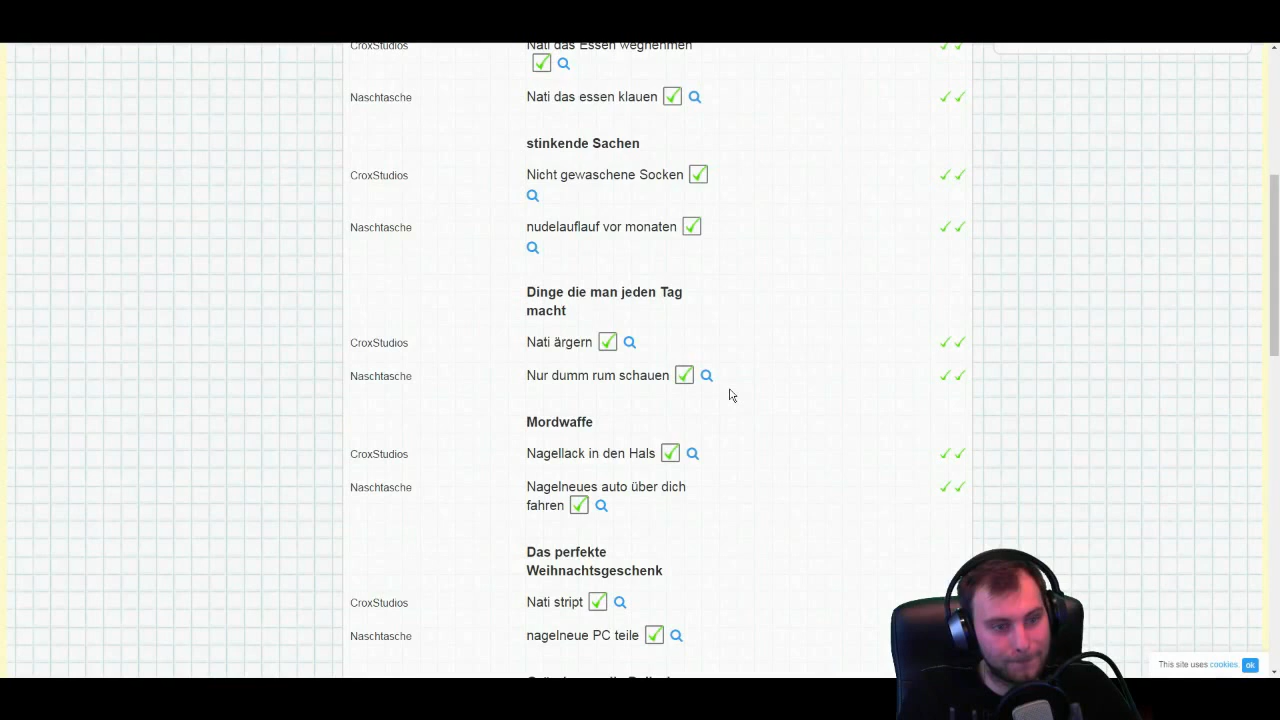 CroxStudios
Nati das Essen wegnehmen
Naschtasche
Nati das essen klauen
stinkende Sachen
CroxStudios
Nicht gewaschene Socken
Naschtasche
nudelauflauf vor monaten
Dinge die man jeden Tag
macht
CroxStudios
Nati ärgern
Naschtasche
Nur dumm rum schauen
Mordwaffe
CroxStudios
Nagellack in den Hals
Naschtasche
Nagelneues auto über dich
fahren
Das perfekte
Weihnachtsgeschenk
CroxStudios
Nati stript
Naschtasche
nagelneue PC teile
This site uses cookies. ok